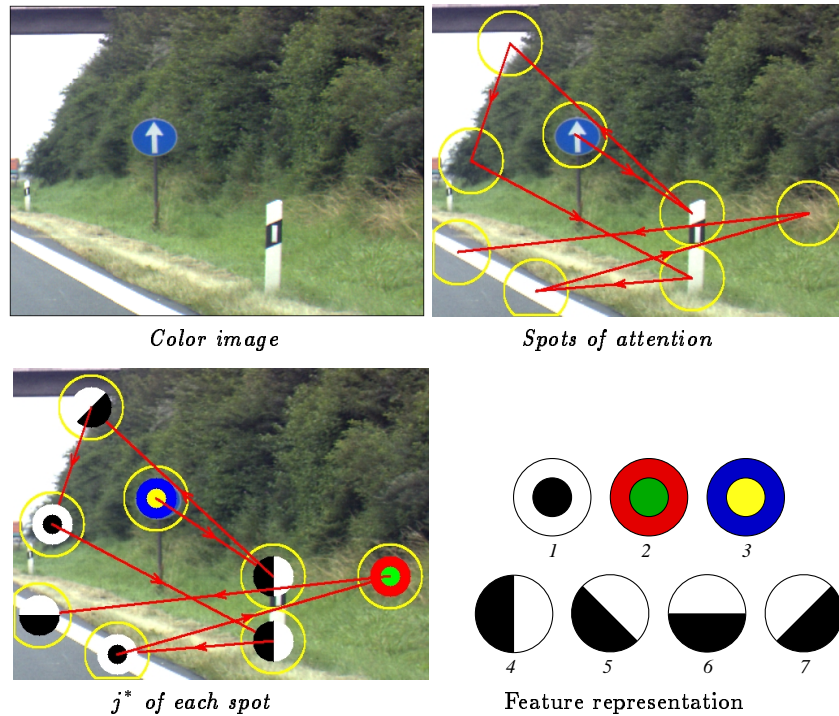 Color image
Spots of attention
1
2
3
4
5
6
7
j* of each spot
Feature representation